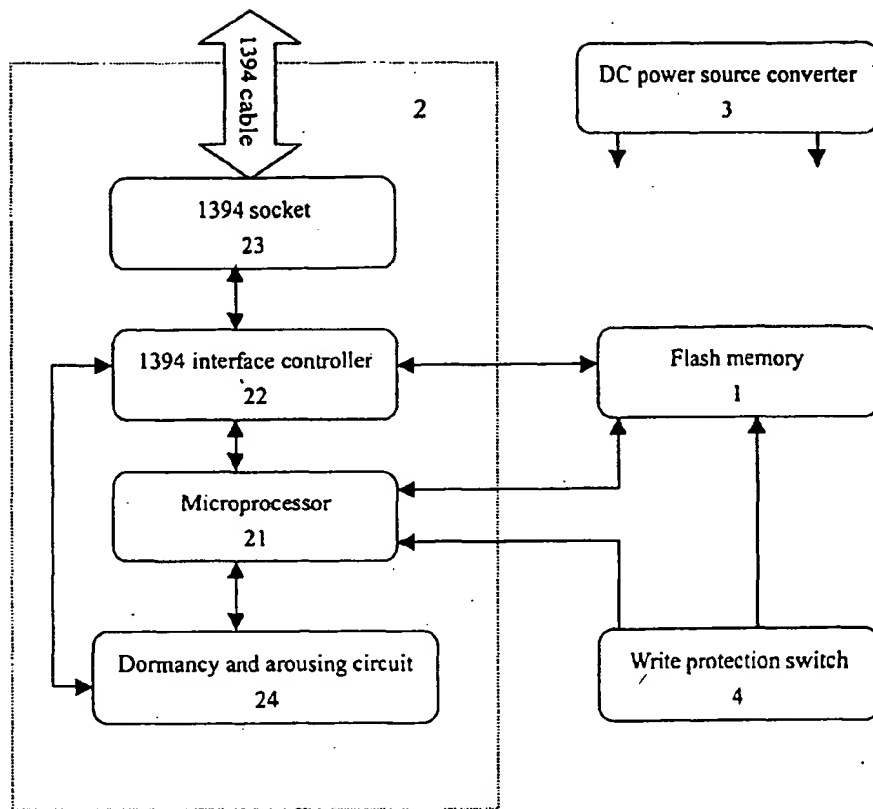 1394 cable
2
DC power source converter
3
1394 socket
23
1394 interface controller
22
Flash memory
1
Microprocessor
21
Dormancy and arousing circuit
24
Write protection switch
4